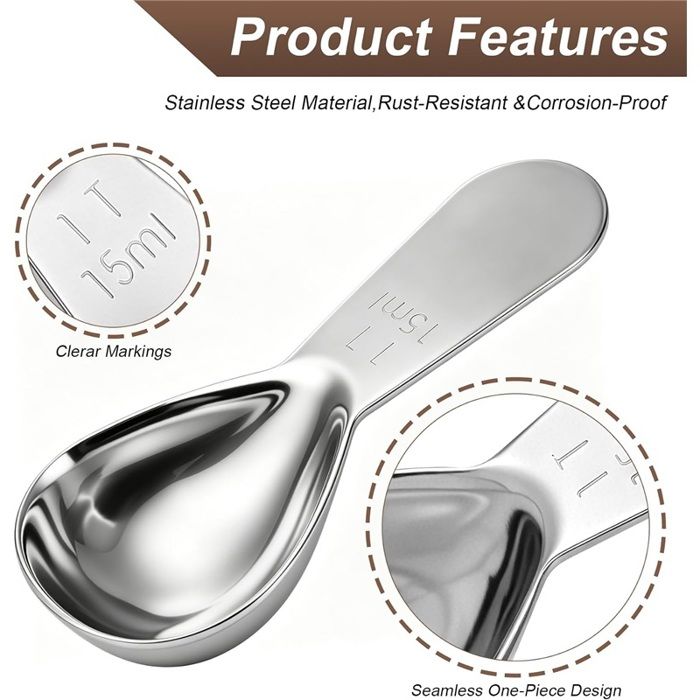 Product Features
Stainless Steel Material,Rust-Resistant &Corrosion-Proof
1 T
15ml
Clerar Markings
1 T
15ml
1 T
Seamless One-Piece Design